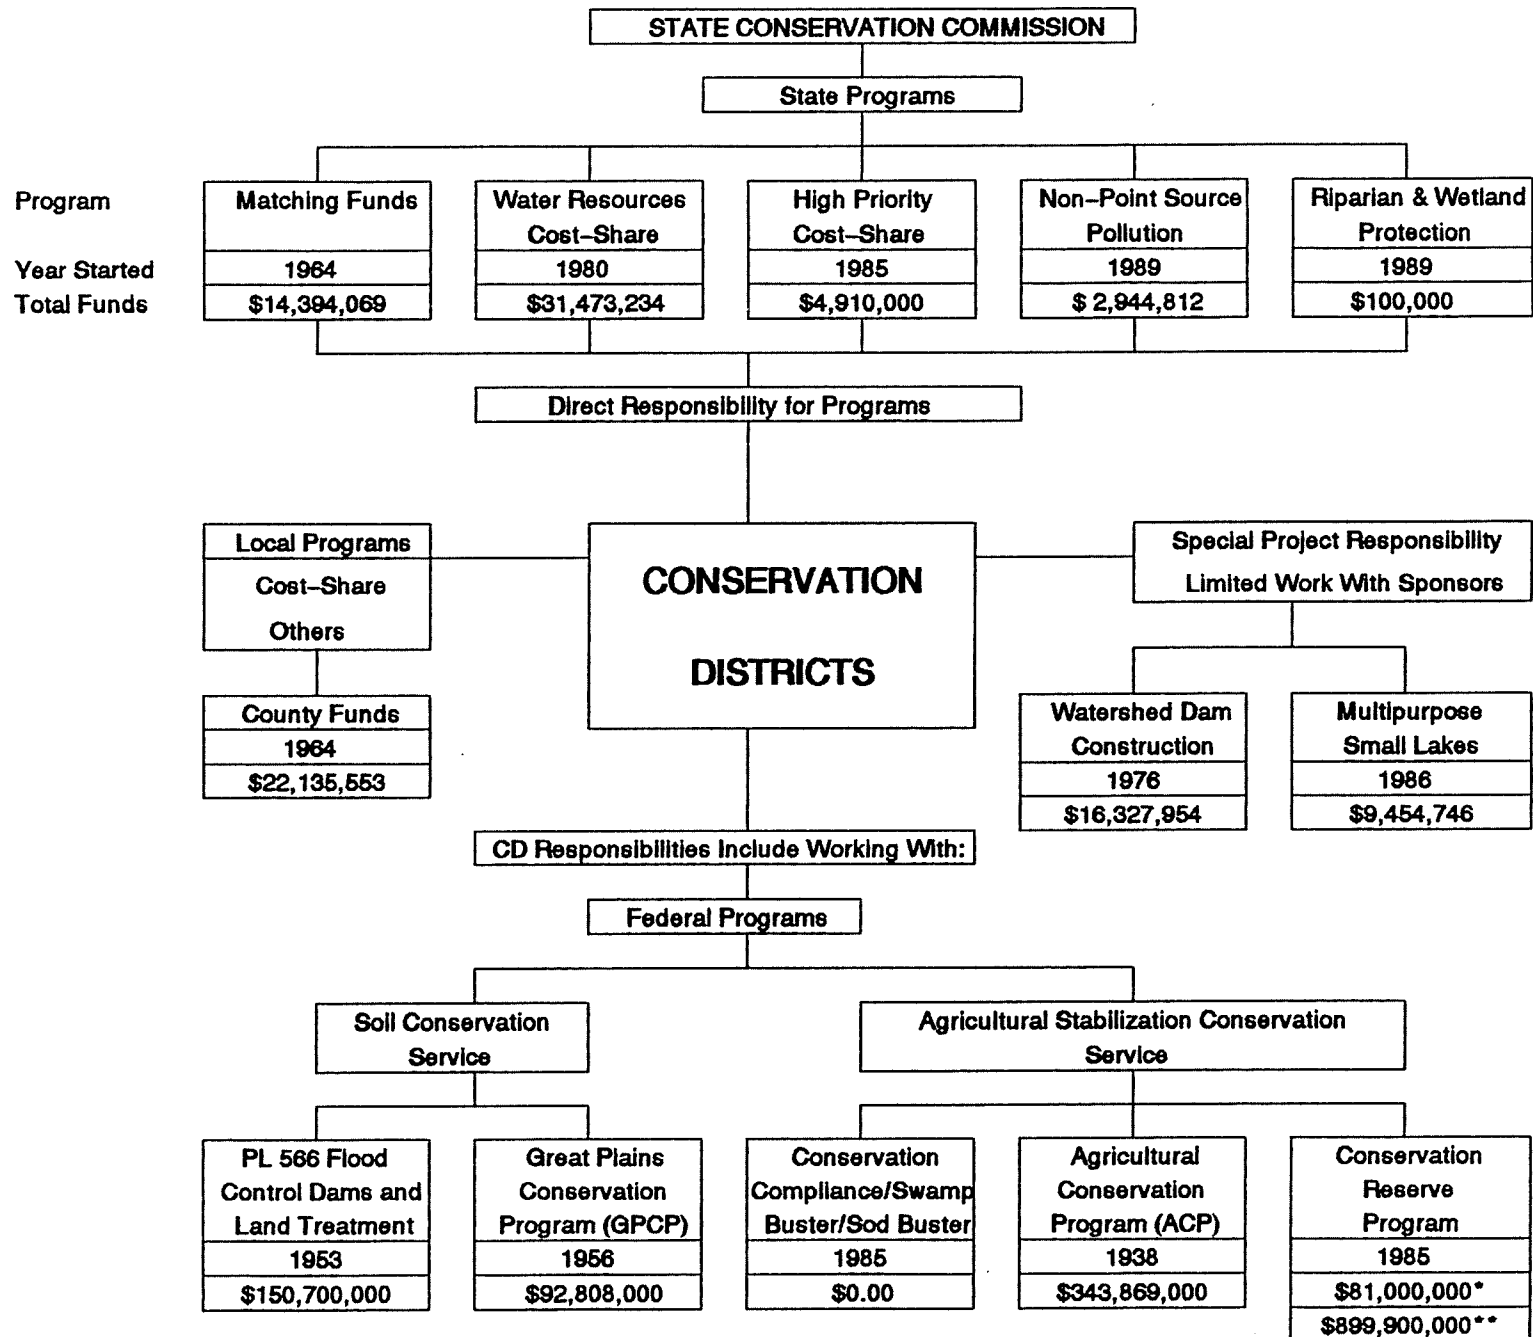 STATE CONSERVATION COMMISSION
State Programs
Program
Matching Funds
Water Resources
Cost-Share
High Priority
Cost-Share
Non-Point Source
Pollution
Riparian & Wetland
Protection
Year Started
1964
1980
1985
1989
1989
Total Funds
$14,394,069
$31,473,234
$4,910,000
$ 2,944,812
$100,000
Direct Responsibility for Programs
Local Programs
Cost-Share
Others
County Funds
1964
$22,135,553
CONSERVATION
DISTRICTS
Special Project Responsibility
Limited Work With Sponsors
Watershed Dam
Construction
1976
$16,327,954
Multipurpose
Small Lakes
1986
$9,454,746
CD Responsibilities Include Working With:
Federal Programs
Soil Conservation
Service
Agricultural Stabilization Conservation
Service
PL 566 Flood
Control Dams and
Land Treatment
1953
$150,700,000
Great Plains
Conservation
Program (GPCP)
1956
$92,808,000
Conservation
Compliance/Swamp
Buster/Sod Buster
1985
$0.00
Agricultural
Conservation
Program (ACP)
1938
$343,869,000
Conservation
Reserve
Program
1985
$81,000,000*
$899,900,000**